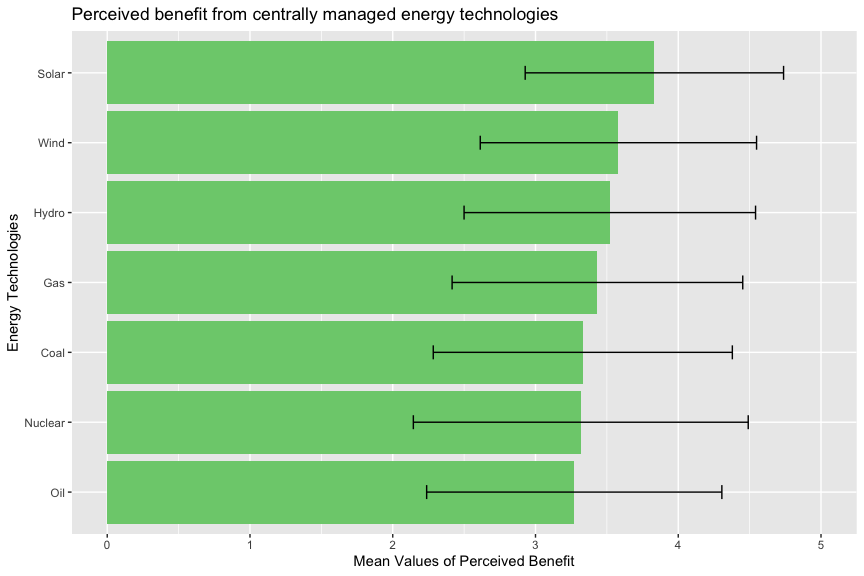 Perceived benefit from centrally managed energy technologies
Energy Technologies
Solar
Wind
Hydro
Gas
Coal
Nuclear
Oil
0 1 2 3 4 5
Mean Values of Perceived Benefit